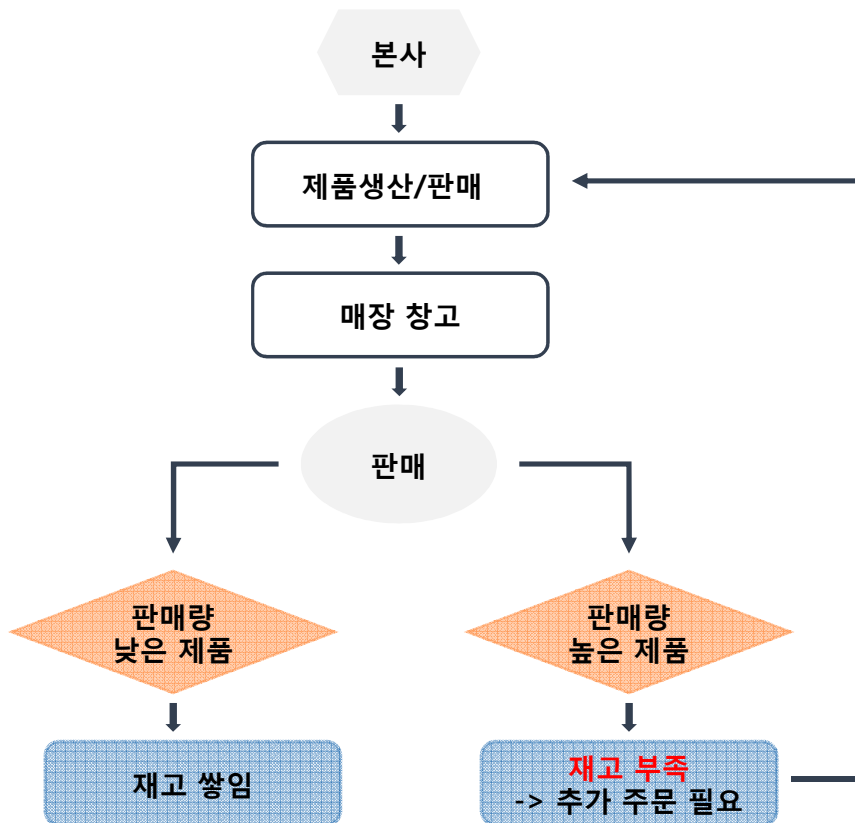 본사
제품생산/판매
매장 창고
판매
판매량
낮은 제품
판매량
높은 제품
재고 쌓임
재고 부족
-> 추가 주문 필요